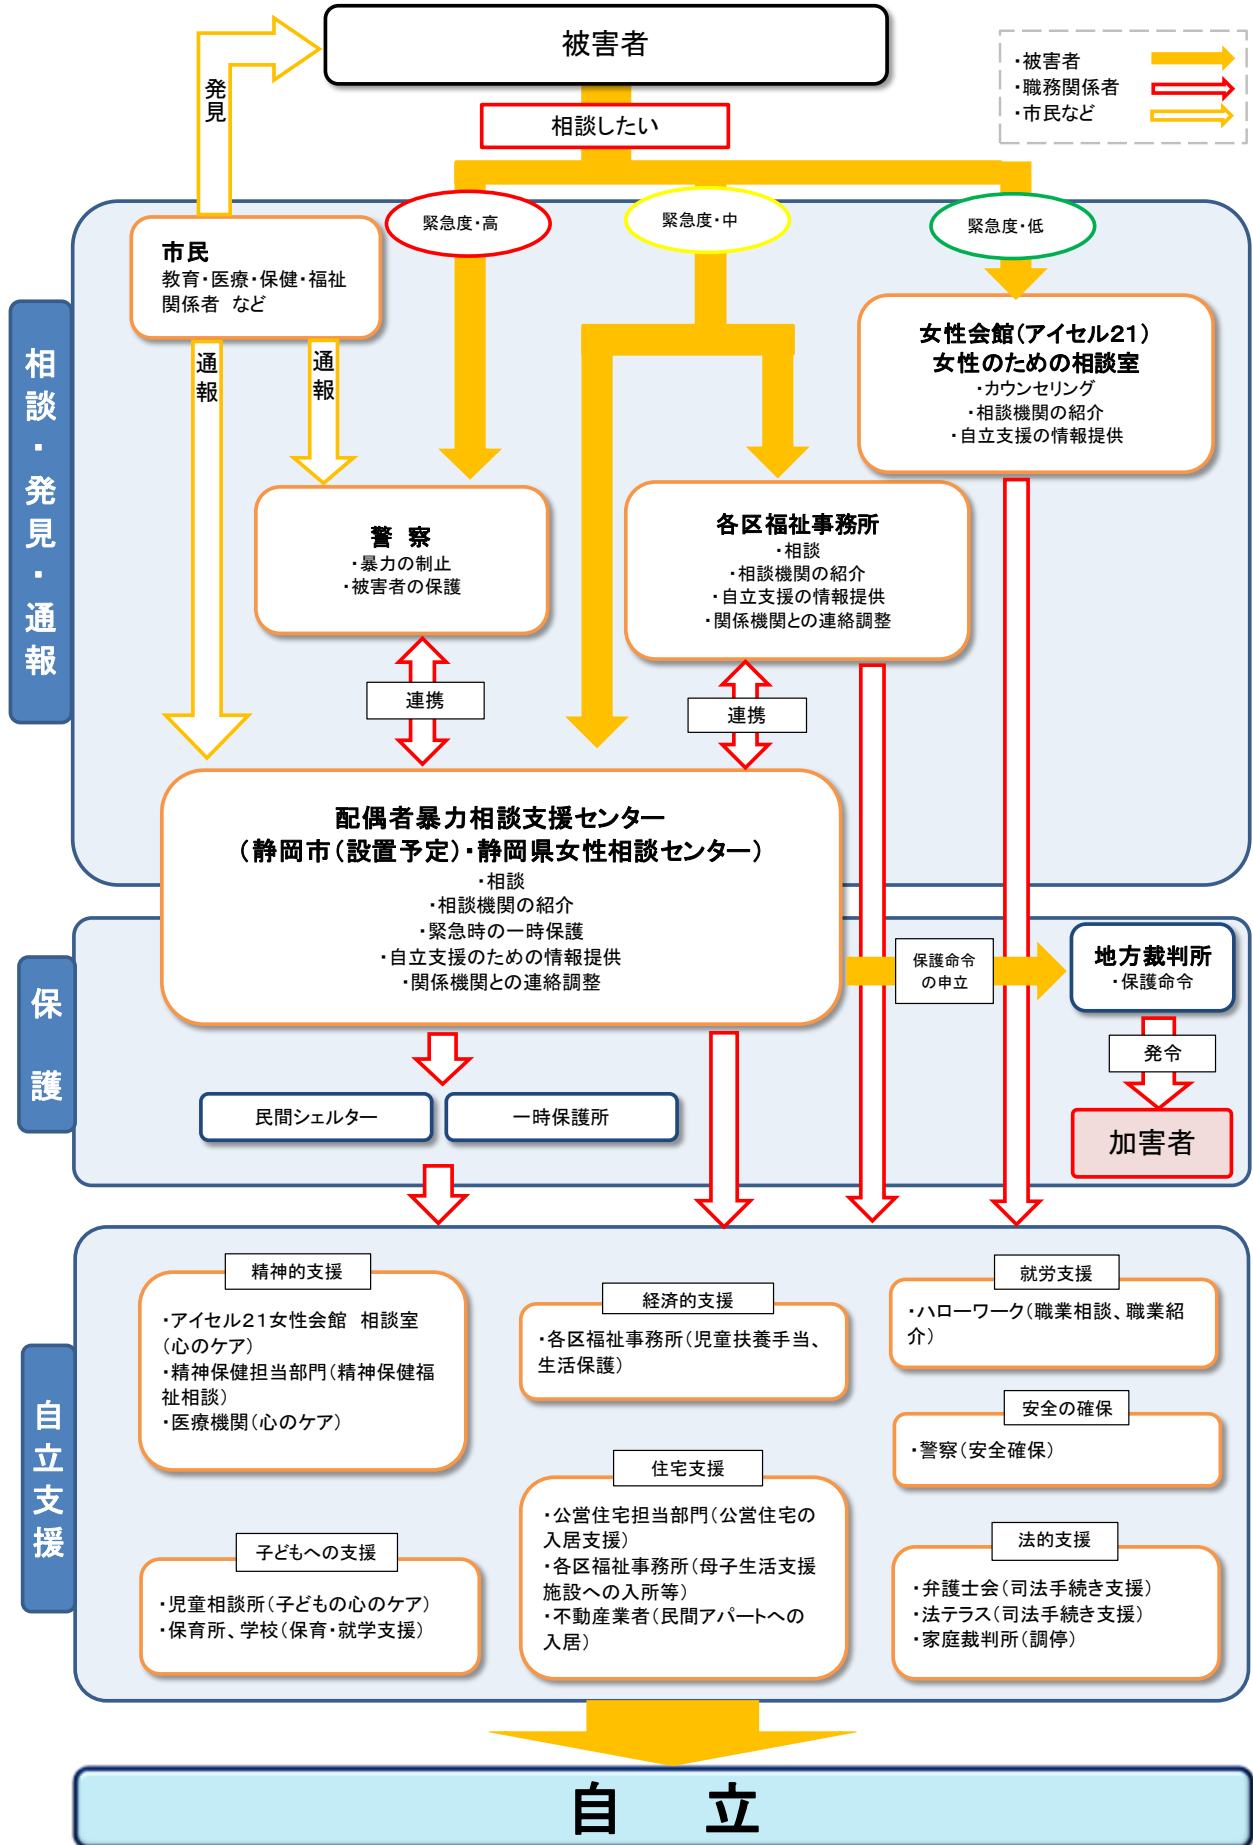 被害者
・被害者
・職務関係者
・市民など
発見
相談したい
緊急度・高
緊急度・中
緊急度・低
相談・発見・通報
市民
教育・医療・保健・福祉
関係者　など
通報
通報
女性会館(アイセル21)
女性のための相談室
・カウンセリング
・相談機関の紹介
・自立支援の情報提供
警　察
・暴力の制止
・被害者の保護
各区福祉事務所
・相談
・相談機関の紹介
・自立支援の情報提供
・関係機関との連絡調整
連携
連携
配偶者暴力相談支援センター
(静岡市(設置予定)・静岡県女性相談センター)
・相談
・相談機関の紹介
・緊急時の一時保護
・自立支援のための情報提供
・関係機関との連絡調整
保護
保護命令
の申立
地方裁判所
・保護命令
発令
加害者
民間シェルター
一時保護所
自立支援
精神的支援
・アイセル21女性会館　相談室
(心のケア)
・精神保健担当部門(精神保健福
祉相談)
・医療機関(心のケア)
経済的支援
・各区福祉事務所(児童扶養手当、
生活保護)
就労支援
・ハローワーク(職業相談、職業紹
介)
安全の確保
・警察(安全確保)
住宅支援
・公営住宅担当部門(公営住宅の
入居支援)
・各区福祉事務所(母子生活支援
施設への入所等)
・不動産業者(民間アパートへの
入居)
子どもへの支援
・児童相談所(子どもの心のケア)
・保育所、学校(保育・就学支援)
法的支援
・弁護士会(司法手続き支援)
・法テラス(司法手続き支援)
・家庭裁判所(調停)
自　立